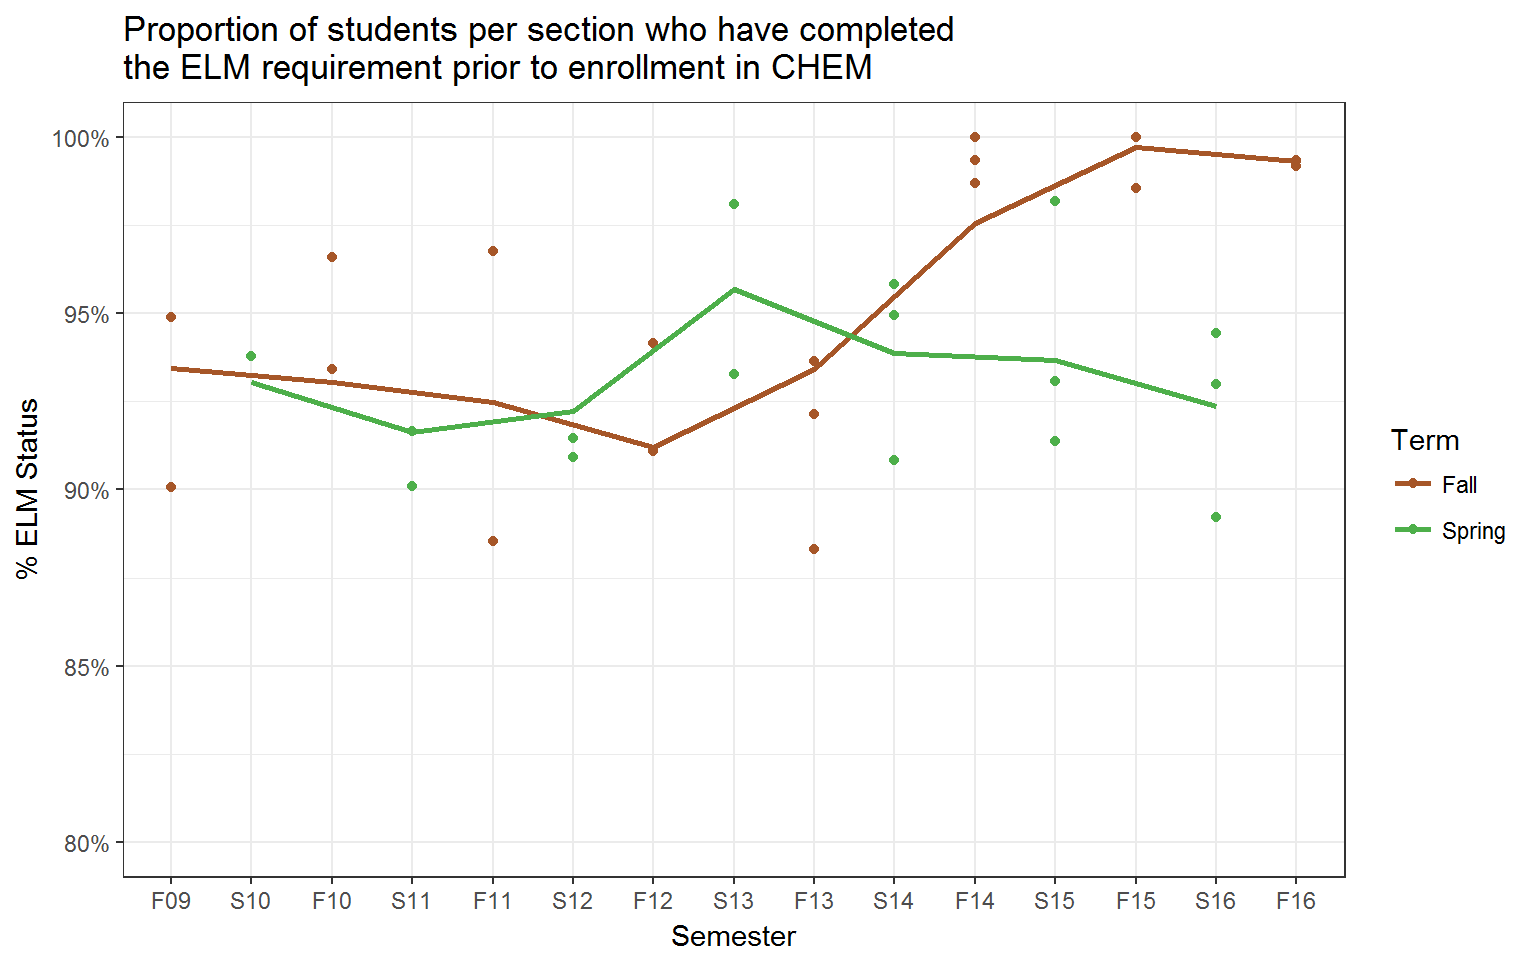 Proportion of students per section who have completed
the ELM requirement prior to enrollment in CHEM
100%
95%
90%
85%
80%
% ELM Status
F09 S10 F10 S11 F11 S12 F12 S13 F13 S14 F14 S15 F15 S16 F16
Semester
Term
Fall
Spring